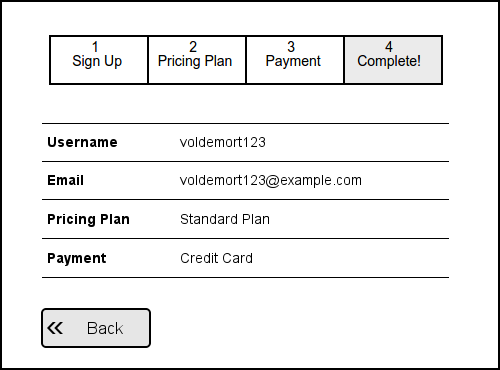 1 2 3 4
Sign Up Pricing Plan Payment Complete!
Username voldemort123
Email voldemort123@example.com
Pricing Plan Standard Plan
Payment Credit Card
« Back